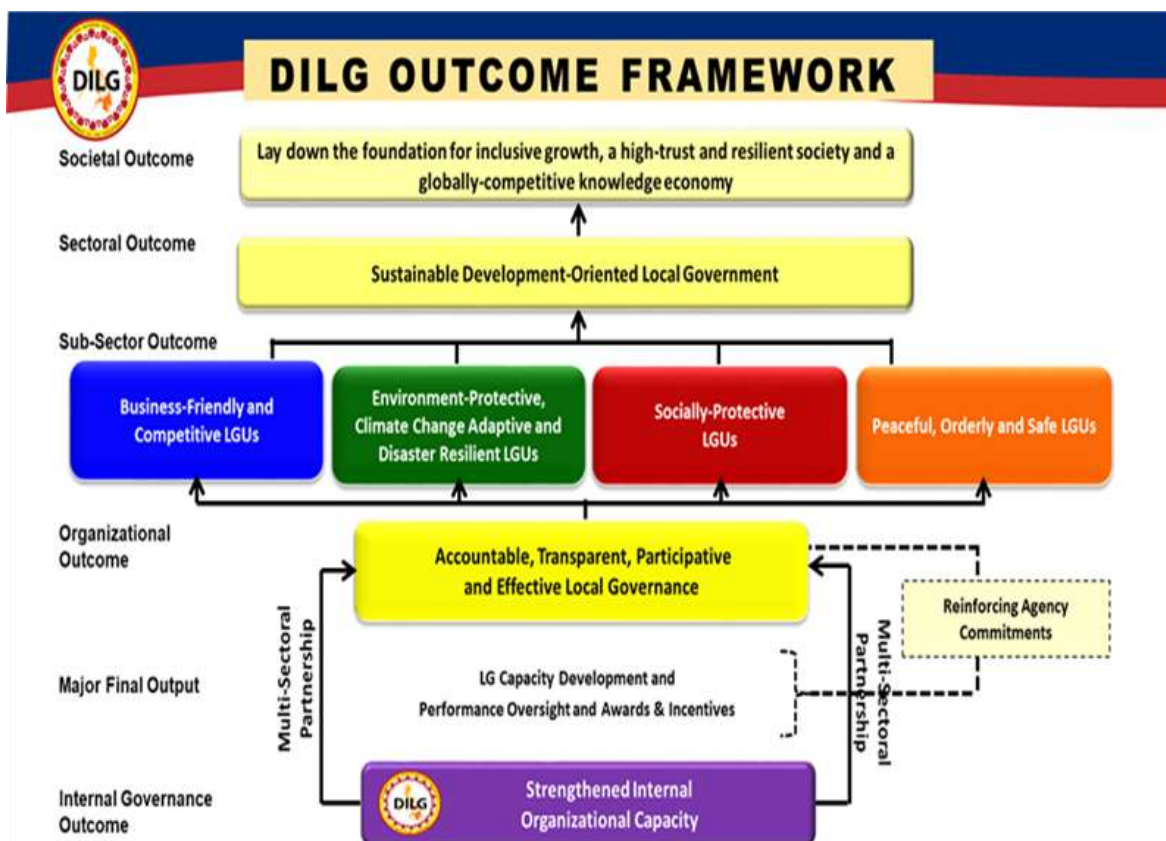 DILG
DILG OUTCOME FRAMEWORK
Societal Outcome
Lay down the foundation for inclusive growth, a high-trust and resilient society and a
globally-competitive knowledge economy
Sectoral Outcome
Sustainable Development-Oriented Local Government
Sub-Sector Outcome
Business-Friendly and
Competitive LGUs
Environment-Protective,
Climate Change Adaptive and
Disaster Resilient LGUs
Socially-Protective
LGUs
Peaceful, Orderly and Safe LGUs
Organizational
Outcome
Accountable, Transparent, Participative
and Effective Local Governance
Reinforcing Agency
Commitments
Multi-Sectoral
Partnership
Multi-Sectoral
Partnership
Major Final Output
LG Capacity Development and
Performance Oversight and Awards & Incentives
Internal Governance
Outcome
DILG
Strengthened Internal
Organizational Capacity